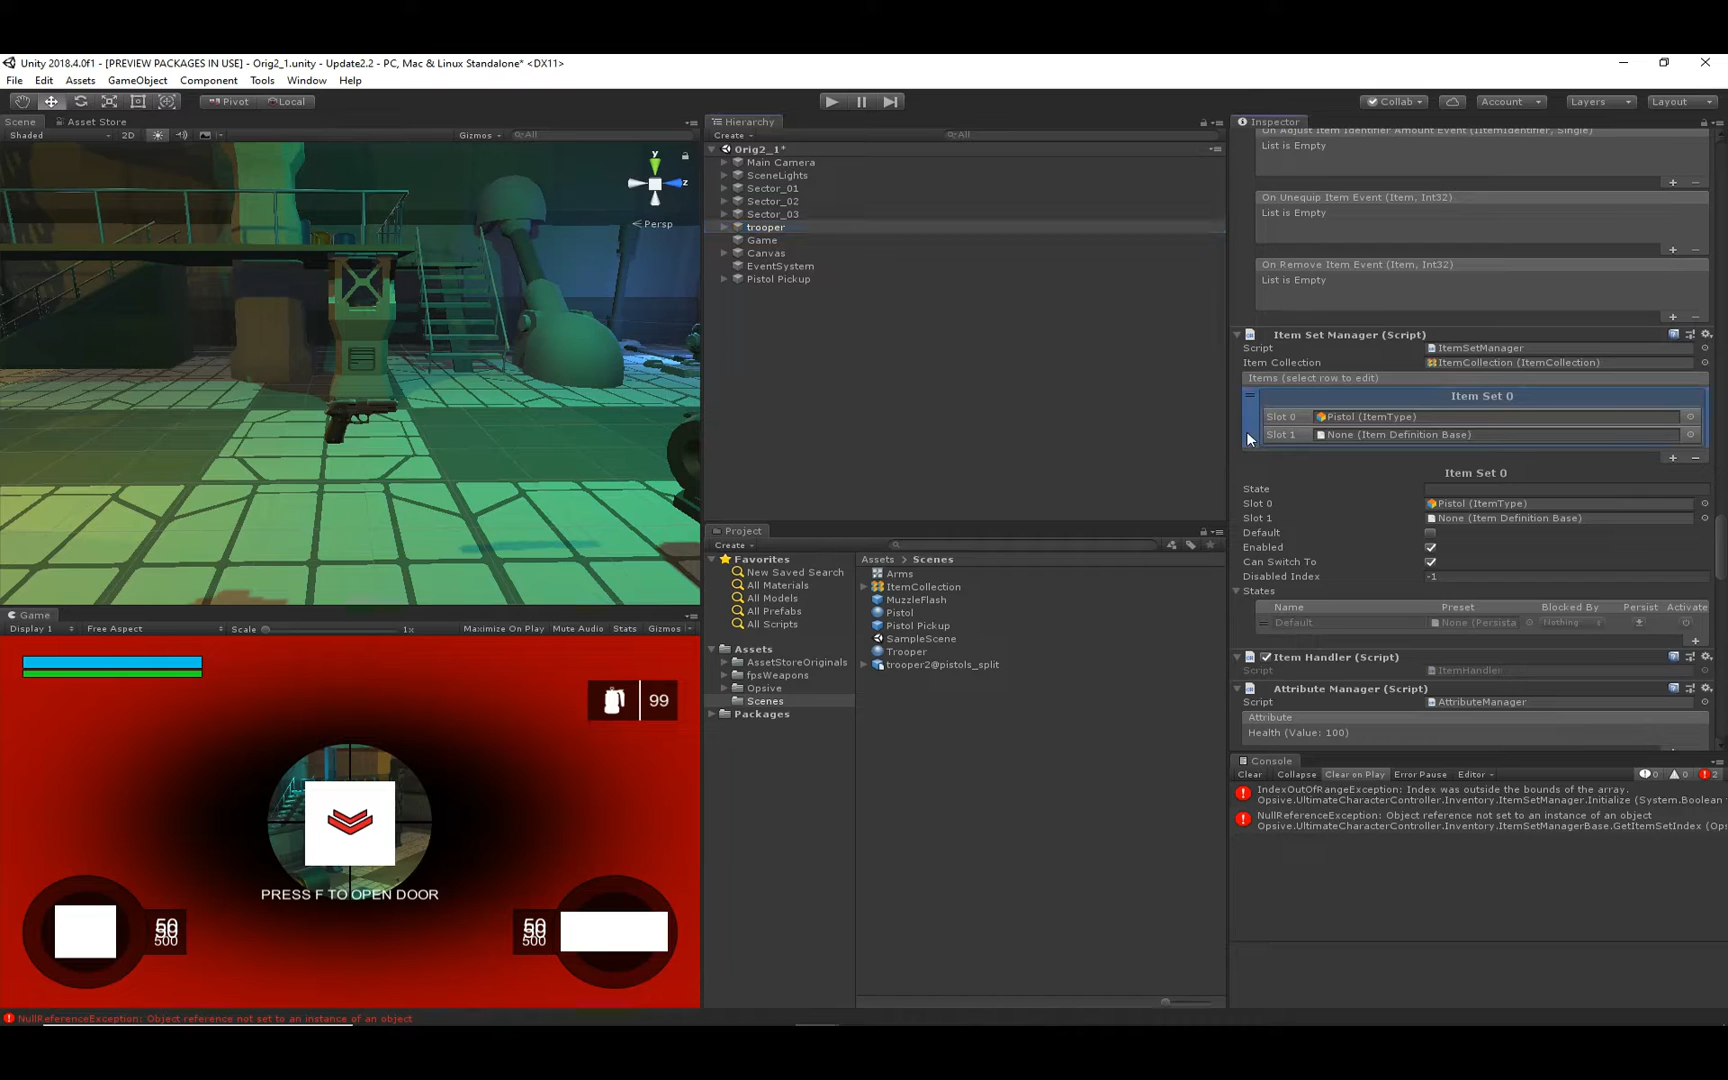 Unity 2018.4.0f1 - [PREVIEW PACKAGES IN USE] - Orig2_1.unity - Update2.2 - PC, Mac & Linux Standalone* <DX11>
File Edit Assets GameObject Component Tools Window Help
Pivot Local Collab Account Layers Layout
Scene Asset Store
Shaded 2D Gizmos All
y
z
Persp
Hierarchy
Create All
Orig2_1*
Main Camera
SceneLights
Sector_01
Sector_02
Sector_03
trooper
Game
Canvas
EventSystem
Pistol Pickup
Project
Create
Favorites
New Saved Search
All Materials
All Models
All Prefabs
All Scripts
Assets
AssetStoreOriginals
fpsWeapons
Opsive
Scenes
Packages
Assets > Scenes
Arms
ItemCollection
MuzzleFlash
Pistol
Pistol Pickup
SampleScene
Trooper
trooper2@pistols_split
Inspector
On Adjust Item Identifier Amount Event (IItemIdentifier, Single)
List is Empty
On Unequip Item Event (Item, Int32)
List is Empty
On Remove Item Event (Item, Int32)
List is Empty
Item Set Manager (Script)
Script ItemSetManager
Item Collection ItemCollection (ItemCollection)
Items (select row to edit)
Item Set 0
Slot 0 Pistol (ItemType)
Slot 1 None (Item Definition Base)
Item Set 0
State
Slot 0 Pistol (ItemType)
Slot 1 None (Item Definition Base)
Default
Enabled
Can Switch To
Disabled Index -1
States
Name Preset Blocked By Persist Activate
Default None (Persista Nothing
Item Handler (Script)
Script ItemHandler
Attribute Manager (Script)
Script AttributeManager
Attribute
Health (Value: 100)
Console
Clear Collapse Clear on Play Error Pause Editor 0 0 2
IndexOutOfRangeException: Index was outside the bounds of the array.
Opsive.UltimateCharacterController.Inventory.ItemSetManager.Initialize (System.Boolean
NullReferenceException: Object reference not set to an instance of an object
Opsive.UltimateCharacterController.Inventory.ItemSetManagerBase.GetItemSetIndex (Ops
Game
Display 1 Free Aspect Scale 1x Maximize On Play Mute Audio Stats Gizmos
99
PRESS F TO OPEN DOOR
50
500
50
500
NullReferenceException: Object reference not set to an instance of an object